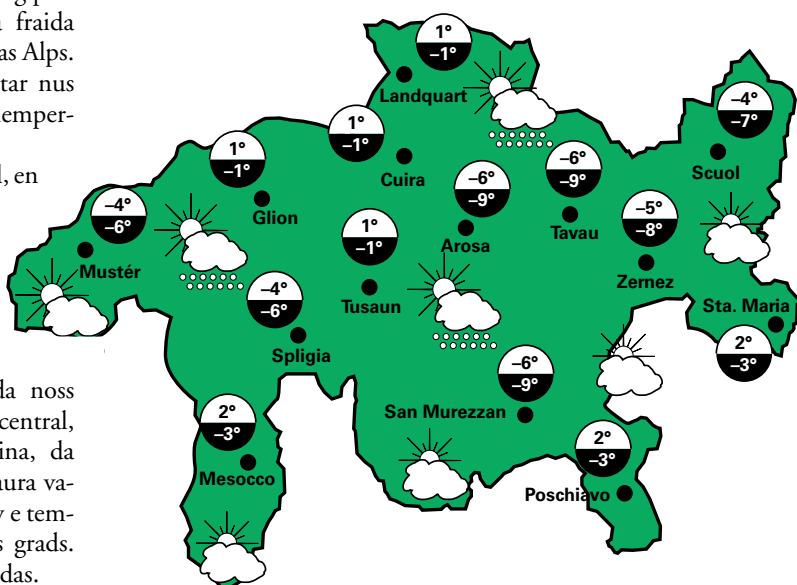 fraida
as Alps.
tar nus
emper-
l, en
da noss
central,
ina, da
aura va-
e tem-
grads.
das.
1°
–1°
Landquart
1°
–1°
Cuira
1°
–1°
Glion
–4°
–6°
Mustér
–6°
–9°
Arosa
–6°
–9°
Tavau
–4°
–7°
Scuol
–5°
–8°
Zernez
1°
–1°
Tusaun
–4°
–6°
Spligia
Sta. Maria
2°
–3°
–6°
–9°
San Murezzan
2°
–3°
Mesocco
2°
–3°
Poschiavo